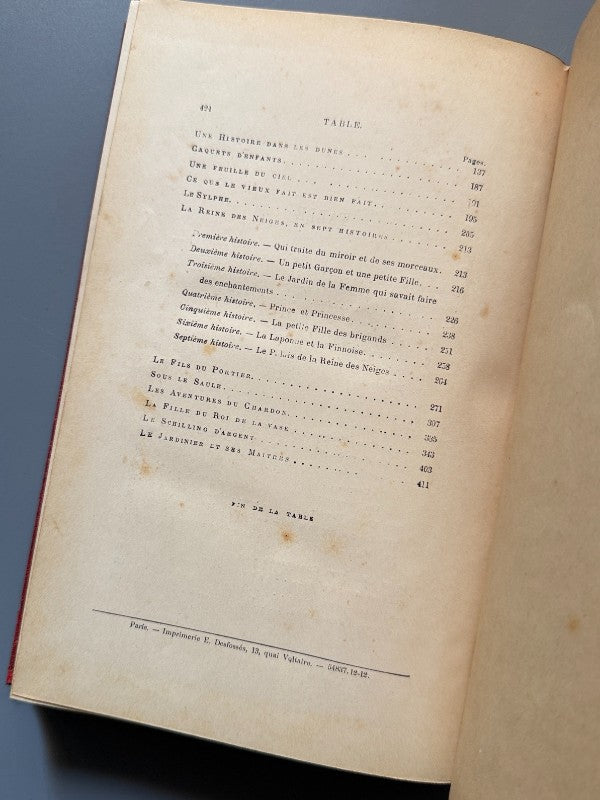 424
TABLE.
Pages.
UNE HISTOIRE DANS LES DUNES . . . . . . . . . . . . 137
CAQUETS D'ENFANTS. . . . . . . . . . . . 187
UNE FEUILLE DU CIEL . . . . . . . . . . . . 191
CE QUE LE VIEUX FAIT EST BIEN FAIT. . . . . . . . . . . . 195
LE SYLPHE. . . . . . . . . . . . 205
LA REINE DES NEIGES, EN SEPT HISTOIRES . . . . . . . . 213
Première histoire. — Qui traite du miroir et de ses morceaux. 213
Deuxième histoire. — Un petit Garçon et une petite Fille. . . 216
Troisième histoire. — Le Jardin de la Femme qui savait faire
des enchantements . . . . . . . . . . . . 226
Quatrième histoire. — Prince et Princesse. . . . . . . .
Cinquième histoire. — La petite Fille des brigands . . . . 251
Sixième histoire. — La Laponne et la Finnoise. . . . . . 258
Septième histoire. — Le Palais de la Reine des Neiges . . . 264
LE FILS DU PORTIER. . . . . . . . . . . . 271
SOUS LE SAULE. . . . . . . . . . . . 307
LES AVENTURES DU CHARDON. . . . . . . . . . . . 335
LA FILLE DU ROI DE LA VASE . . . . . . . . . . . . 343
LE SCHILLING D'ARGENT. . . . . . . . . . . . 403
LE JARDINIER ET SES MAITRES . . . . . . . . . . . . 411
FIN DE LA TABLE
Paris. — Imprimerie E. Desfossés, 13, quai Voltaire. — 54837.12-12.